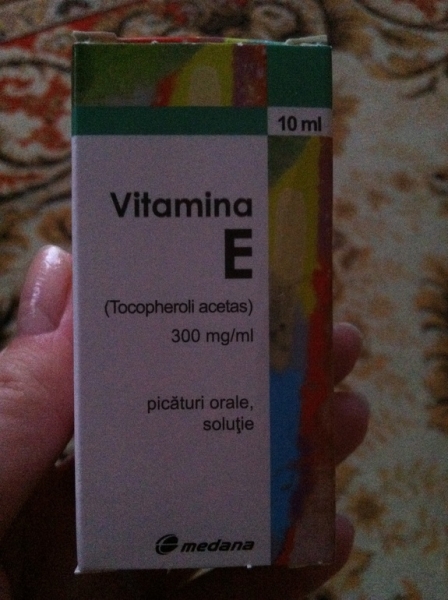 10 ml
Vitamina
E
(Tocopheroli acetas)
300 mg/ml
picături orale,
soluţie
medana